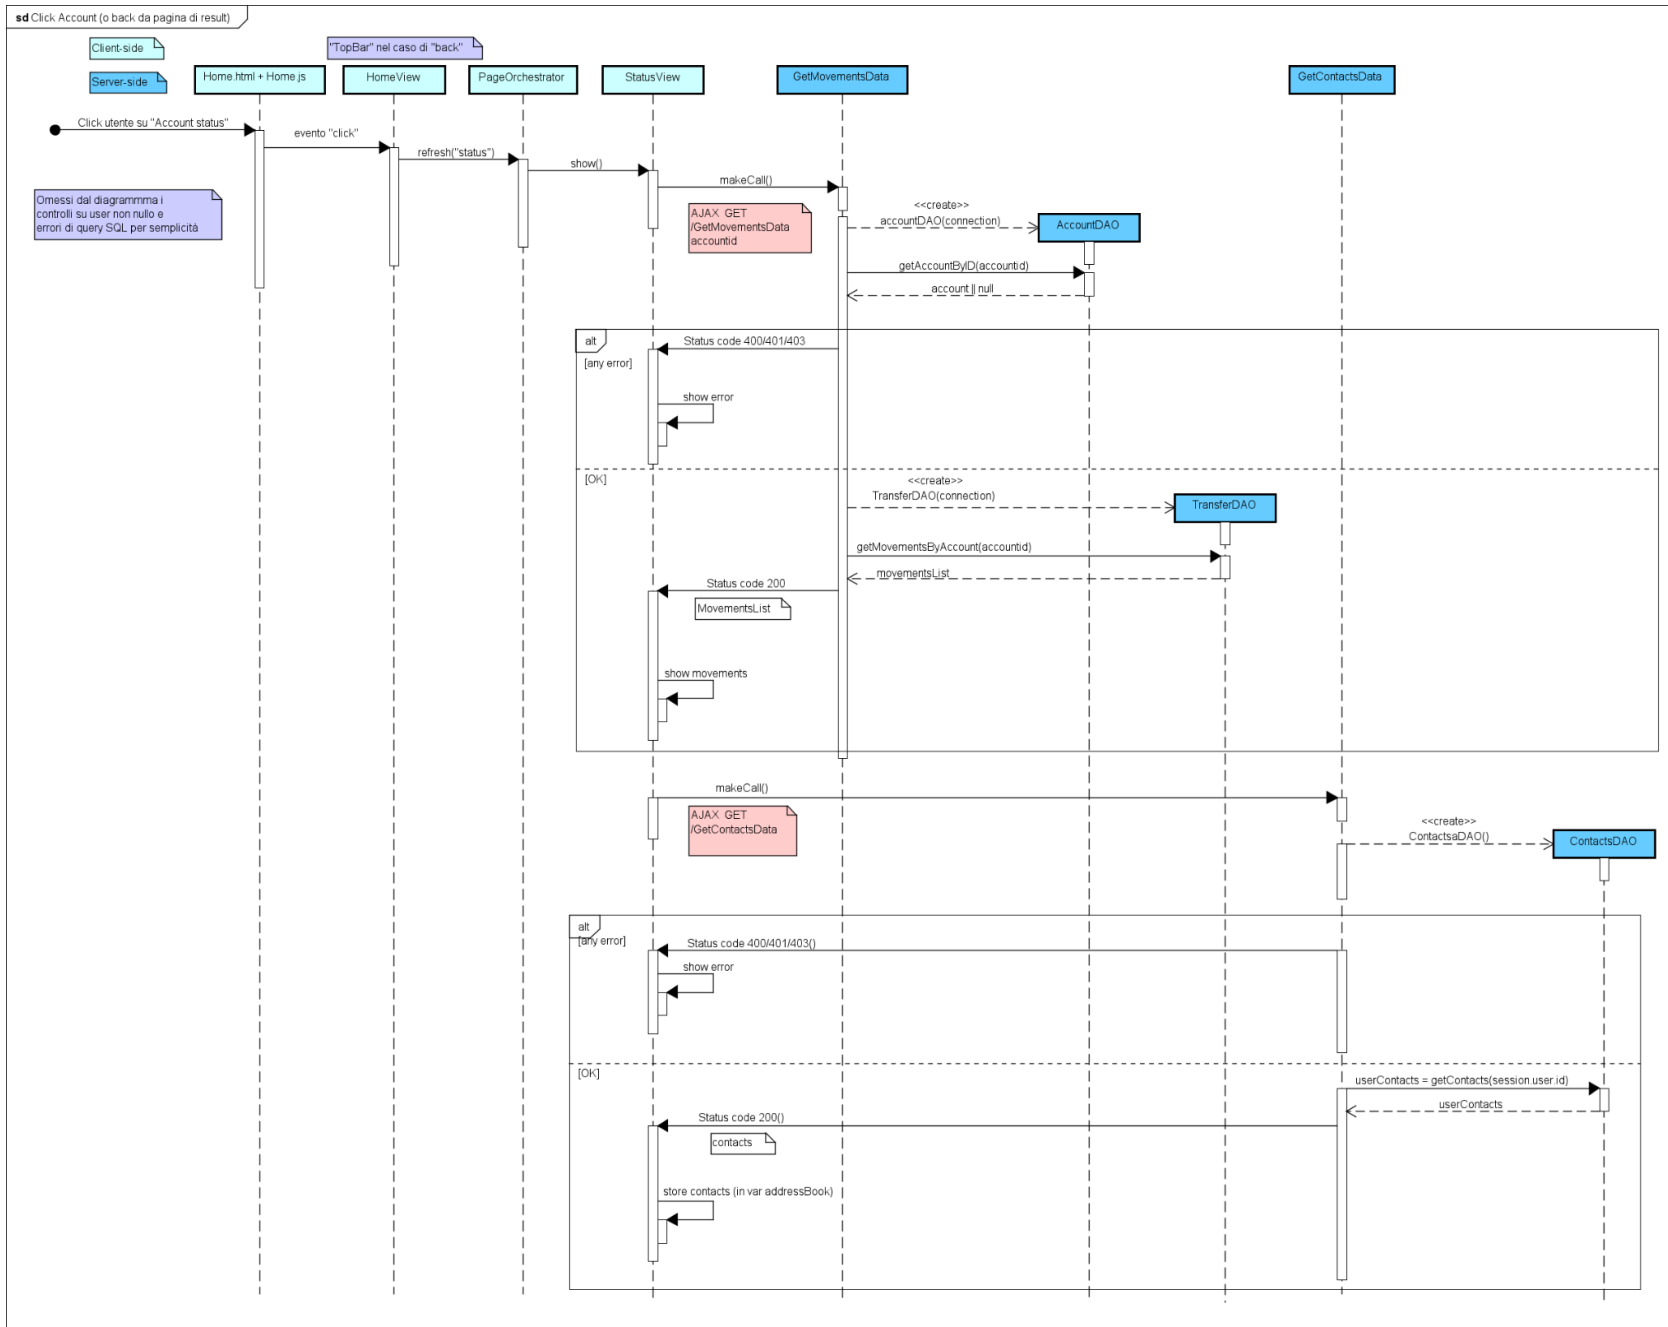 sd Click Account (o back da pagina di result)
Client-side
"TopBar" nel caso di "back"
Server-side
Home.html + Home.js
HomeView
PageOrchestrator
StatusView
GetMovementsData
GetContactsData
Click utente su "Account status"
evento "click"
refresh("status")
show()
makeCall()
Omessi dal diagrammma i
controlli su user non nullo e
errori di query SQL per semplicità
AJAX GET
/GetMovementsData
accountid
<<create>>
accountDAO(connection)
AccountDAO
getAccountByID(accountid)
account || null
alt
[any error]
Status code 400/401/403
show error
[OK]
<<create>>
TransferDAO(connection)
TransferDAO
getMovementsByAccount(accountid)
movementsList
Status code 200
MovementsList
show movements
makeCall()
AJAX GET
/GetContactsData
<<create>>
ContactsaDAO()
ContactsDAO
alt
[any error]
Status code 400/401/403()
show error
[OK]
userContacts = getContacts(session.user.id)
userContacts
Status code 200()
contacts
store contacts (in var addressBook)